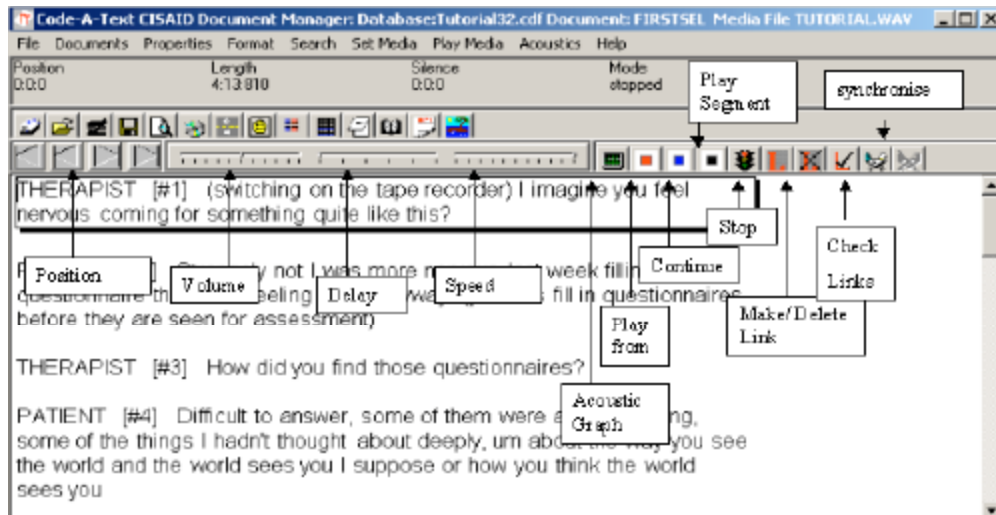 Code-A-Text CISAID Document Manager: Database:Tutorial32.cdf Document: FIRSTSEL Media File TUTORIAL.WAV
File Documents Properties Format Search Set Media Play Media Acoustics Help
Position Length Silence Mode
0:0:0 4:13:810 0:0:0 stopped
Play
Segment
synchronise
THERAPIST [#1] (switching on the tape recorder) I imagine you feel
nervous coming for something quite like this?
Stop
Check
Links
Position
Volume
Delay
Speed
Continue
not I was more week
fill in questionnaires
before they are seen for assessment)
Make/Delete
Link
Play
from
THERAPIST [#3] How did you find those questionnaires?
Acoustic
Graph
PATIENT [#4] Difficult to answer, some of them were
some of the things I hadn't thought about deeply, um about the way you see
the world and the world sees you I suppose or how you think the world
sees you